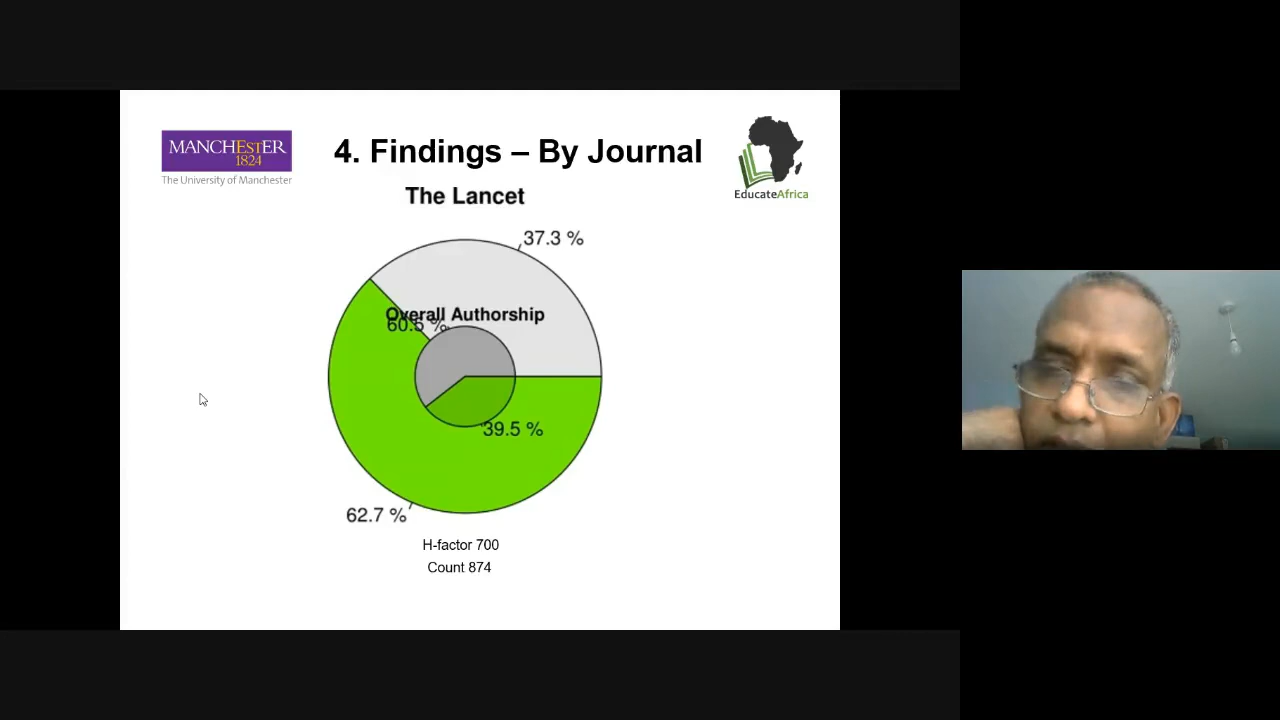 MANCHEstER
1824
The University of Manchester
4. Findings – By Journal
EducateAfrica
The Lancet
37.3 %
Overall Authorship
60.5 %
39.5 %
62.7 %
H-factor 700
Count 874